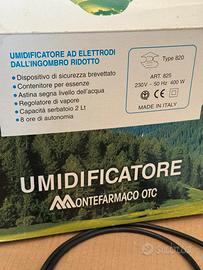 UMIDIFICATORE AD ELETTRODI
DALL'INGOMBRO RIDOTTO
• Dispositivo di sicurezza brevettato
• Contenitore per essenze
• Astina segna livello dell'acqua
• Regolatore di vapore
• Capacità serbatoio 2 Lt
• 8 ore di autonomia
Type 820
ART. 825
230V - 50 Hz 400 W
CE
MADE IN ITALY
UMIDIFICATORE
MONTEFARMACO OTC
subito